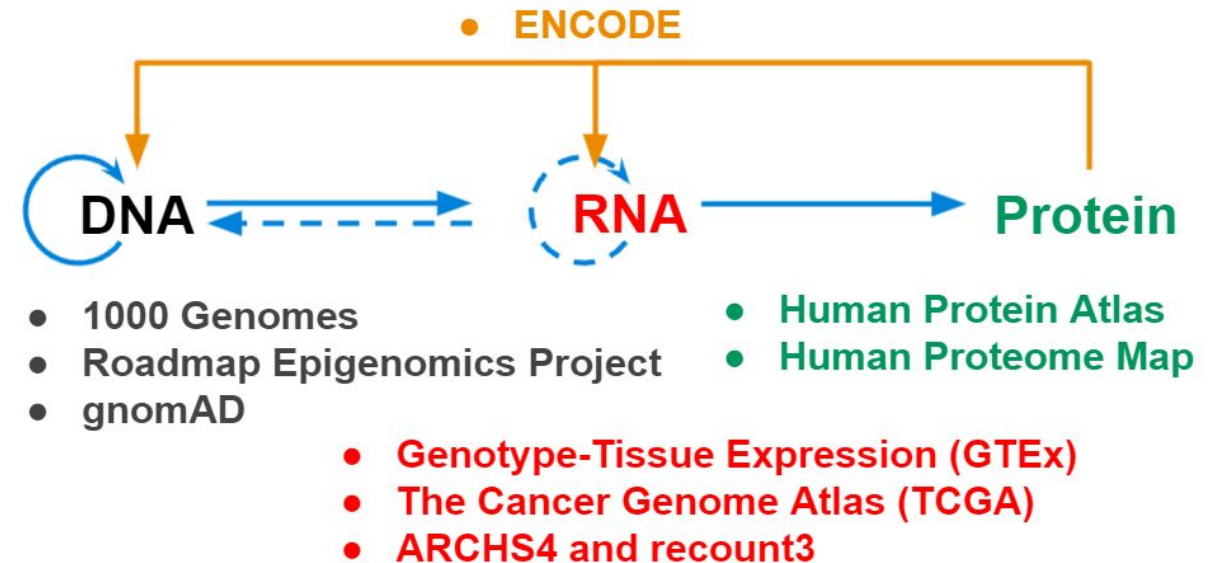 ● ENCODE
DNA
RNA
Protein
● 1000 Genomes
● Roadmap Epigenomics Project
● gnomAD
● Human Protein Atlas
● Human Proteome Map
● Genotype-Tissue Expression (GTEx)
● The Cancer Genome Atlas (TCGA)
● ARCHS4 and recount3